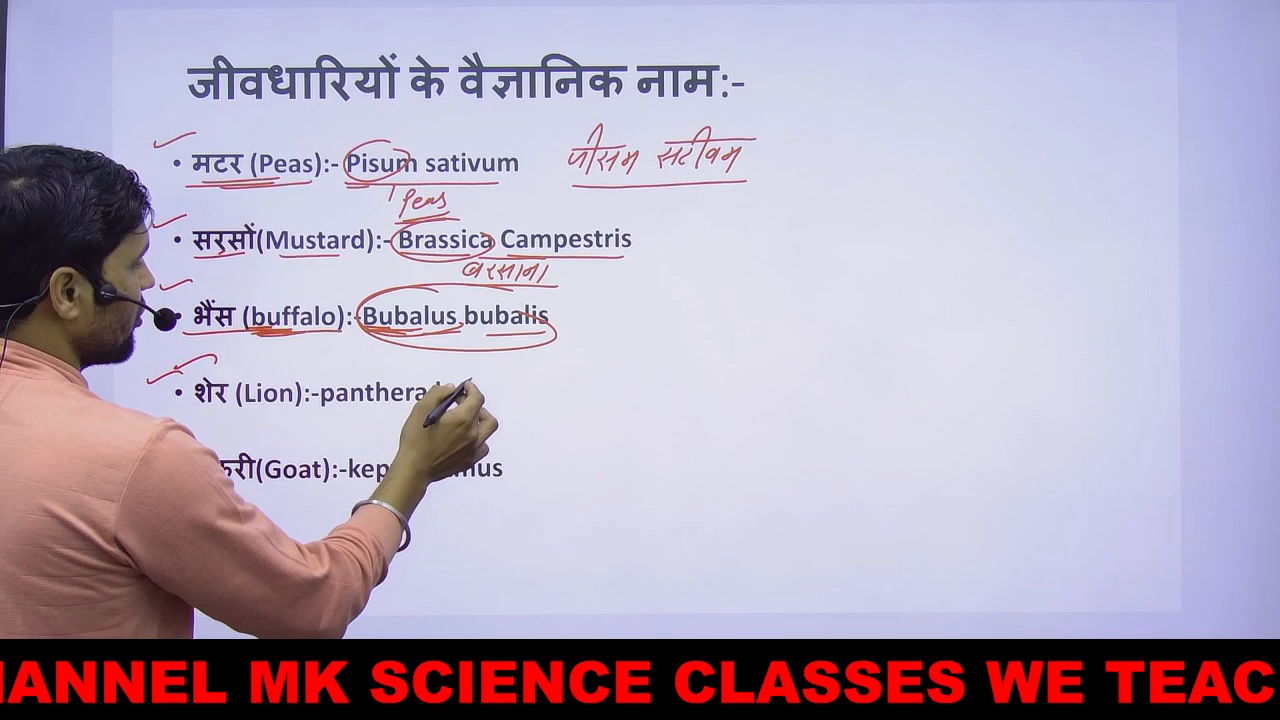 जीवधारियों के वैज्ञानिक नाम:-
• मटर (Peas):- Pisum sativum जीसम सटीवम
Peas
• सरसों(Mustard):- Brassica Campestris
बरसाना
• भैंस (buffalo):-Bubalus bubalis
• शेर (Lion):-panthera
(Goat):-
HANNEL MK SCIENCE CLASSES WE TEAC